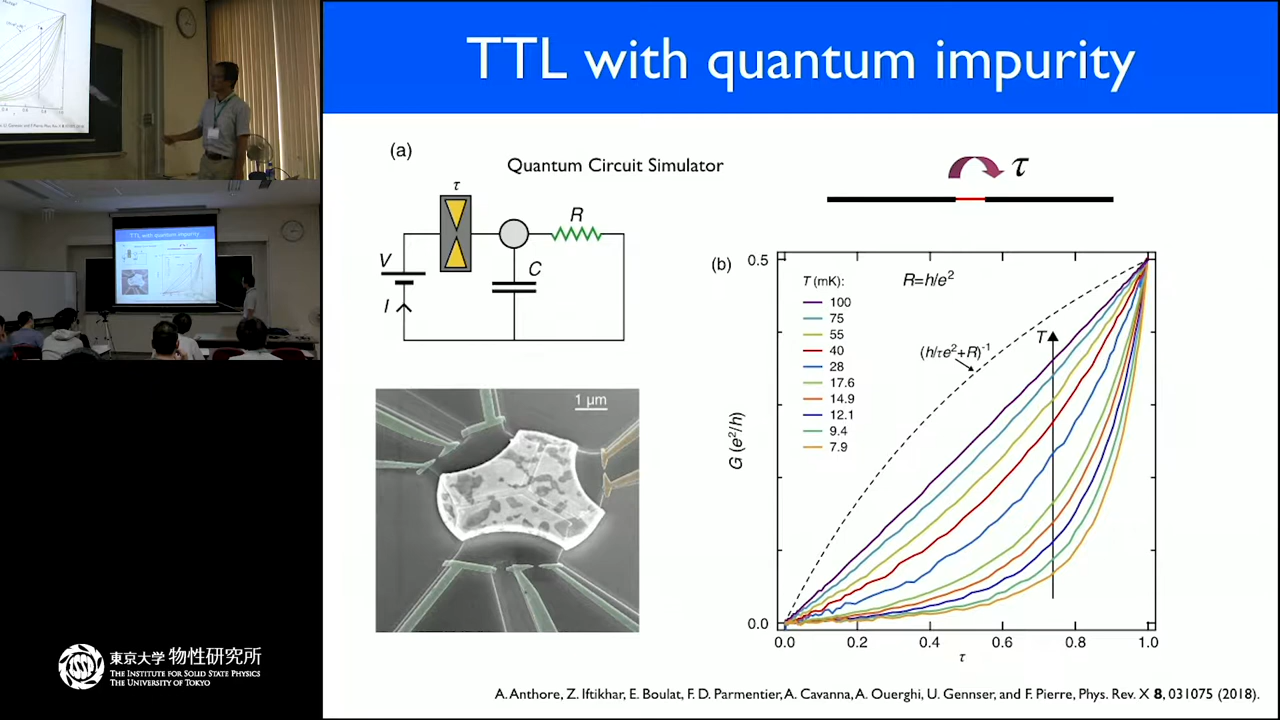 TTL with quantum impurity
(a)
Quantum Circuit Simulator
τ
τ
R
V
C
I
1 μm
(b)
0.5
T (mK):
R=h/e²
100
75
55
40
28
17.6
14.9
12.1
9.4
7.9
(h/τe²+R)⁻¹
T
G (e²/h)
0.0
0.0
0.2
0.4
0.6
0.8
1.0
τ
A. Anthore, Z. Iftikhar, E. Boulat, F. D. Parmentier, A. Cavanna, A. Ouerghi, U. Gennser, and F. Pierre, Phys. Rev. X 8, 031075 (2018).
TTL with quantum impurity
東京大学 物性研究所
THE INSTITUTE FOR SOLID STATE PHYSICS
THE UNIVERSITY OF TOKYO